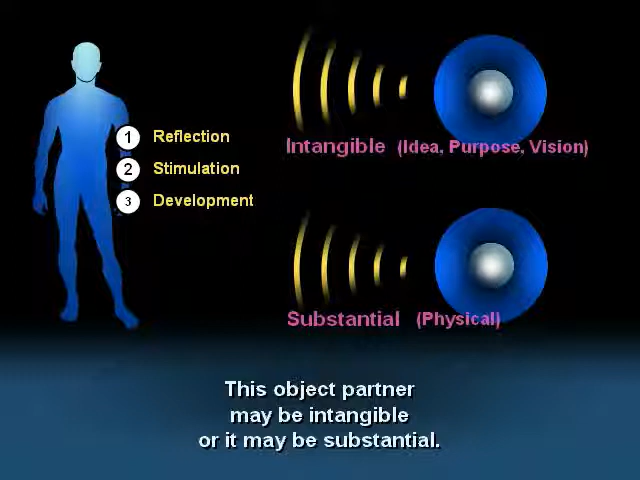 1 Reflection
2 Stimulation
3 Development
Intangible (Idea, Purpose, Vision)
Substantial (Physical)
This object partner
may be intangible
or it may be substantial.